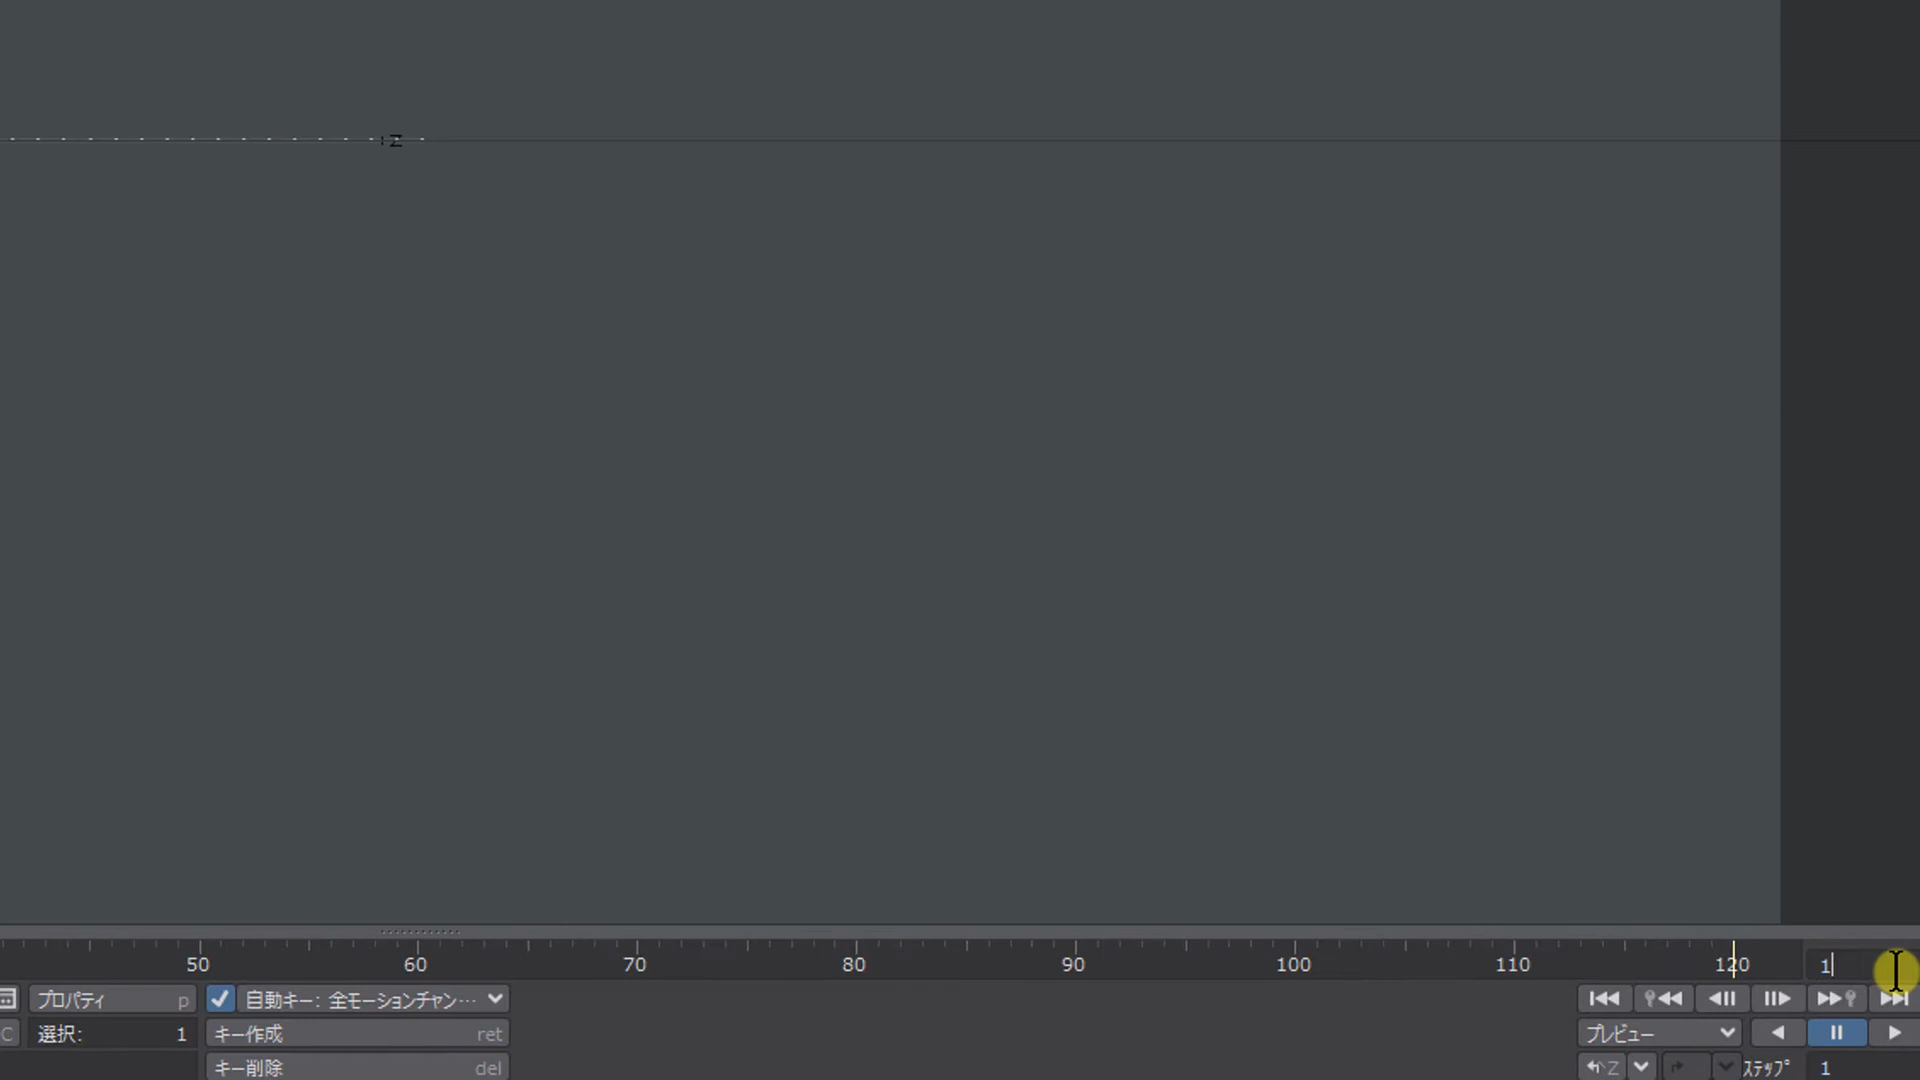 Z
50 60 70 80 90 100 110 120 1
プロパティ p 自動キー: 全モーションチャン…
C 選択: 1 キー作成 ret プレビュー
キー削除 del Z ステップ 1